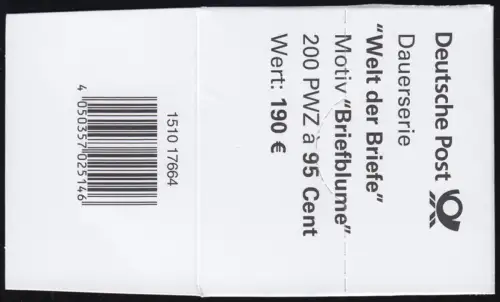 Deutsche Post
Dauerserie
"Welt der Briefe"
Motiv "Briefblume"
200 PWZ à 95 Cent
Wert: 190 €
1510 17664
4 050357 025146